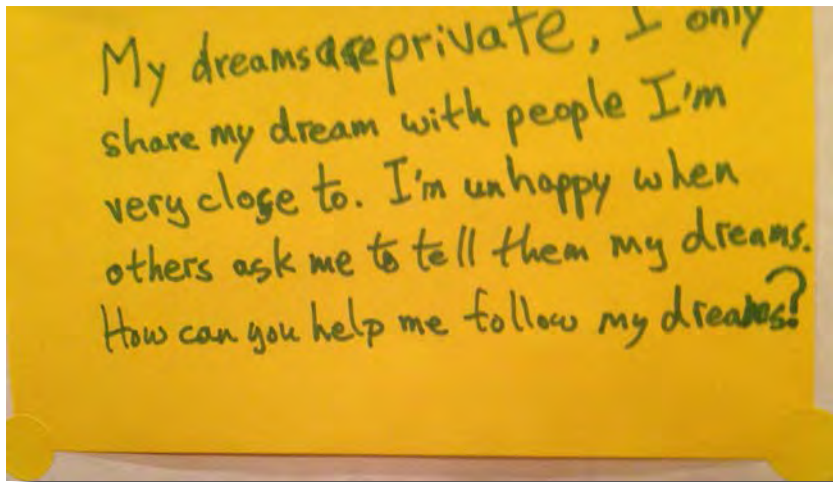 My dreams are private, I only
share my dream with people I'm
very close to. I'm unhappy when
others ask me to tell them my dreams.
How can you help me follow my dreams?